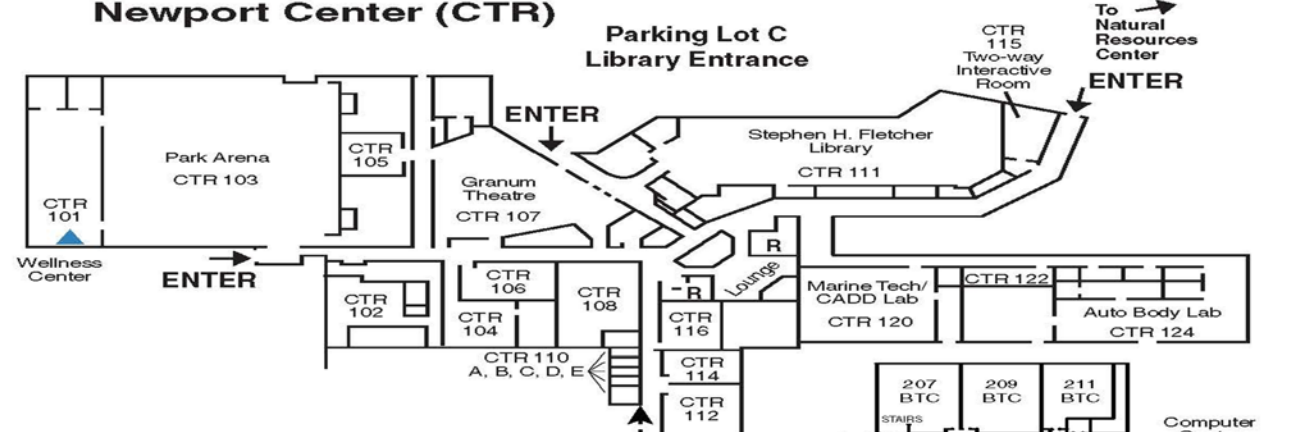 Newport Center (CTR)
Parking Lot C
Library Entrance
To
Natural
Resources
Center
ENTER
CTR
115
Two-way
Interactive
Room
ENTER
Stephen H. Fletcher
Library
CTR 111
Park Arena
CTR 103
CTR
105
CTR
101
Granum
Theatre
CTR 107
Wellness
Center
ENTER
R
Lounge
R
CTR
102
CTR
106
CTR
104
CTR
108
CTR
116
Marine Tech/
CADD Lab
CTR 120
CTR 122
Auto Body Lab
CTR 124
CTR 110
A, B, C, D, E
CTR
114
CTR
112
207
BTC
209
BTC
211
BTC
STAIRS
Computer